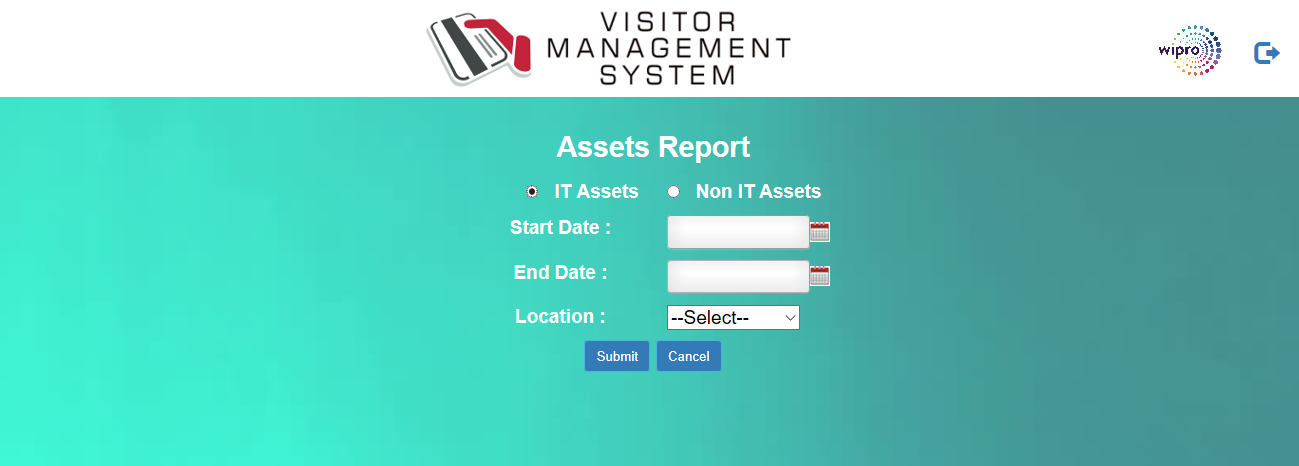 VISITOR
MANAGEMENT
SYSTEM
wipro
Assets Report
IT Assets Non IT Assets
Start Date :
End Date :
Location : --Select--
Submit Cancel